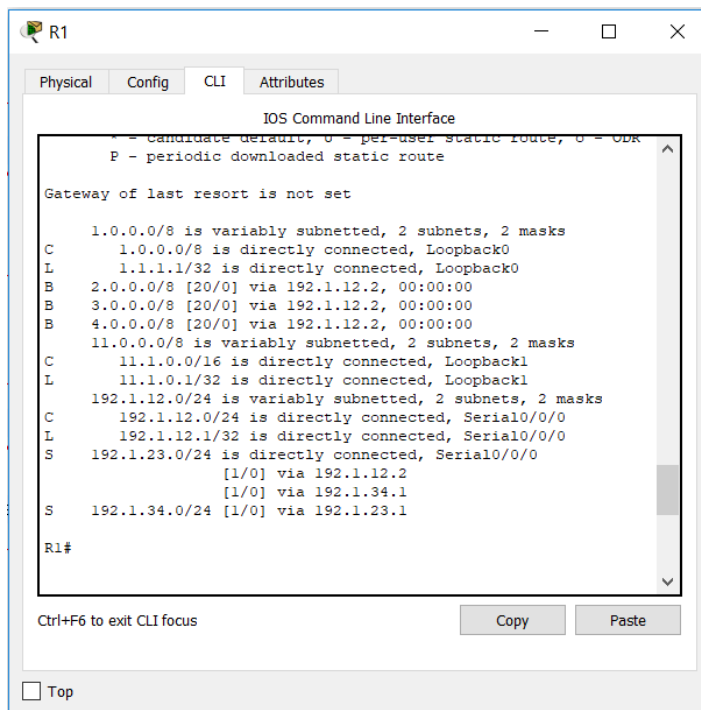 R1
Physical Config CLI Attributes
IOS Command Line Interface
* - candidate default, U - per-user static route, o - ODR
P - periodic downloaded static route
Gateway of last resort is not set
1.0.0.0/8 is variably subnetted, 2 subnets, 2 masks
C 1.0.0.0/8 is directly connected, Loopback0
L 1.1.1.1/32 is directly connected, Loopback0
B 2.0.0.0/8 [20/0] via 192.1.12.2, 00:00:00
B 3.0.0.0/8 [20/0] via 192.1.12.2, 00:00:00
B 4.0.0.0/8 [20/0] via 192.1.12.2, 00:00:00
11.0.0.0/8 is variably subnetted, 2 subnets, 2 masks
C 11.1.0.0/16 is directly connected, Loopback1
L 11.1.0.1/32 is directly connected, Loopback1
192.1.12.0/24 is variably subnetted, 2 subnets, 2 masks
C 192.1.12.0/24 is directly connected, Serial0/0/0
L 192.1.12.1/32 is directly connected, Serial0/0/0
S 192.1.23.0/24 is directly connected, Serial0/0/0
[1/0] via 192.1.12.2
[1/0] via 192.1.34.1
S 192.1.34.0/24 [1/0] via 192.1.23.1
R1#
Ctrl+F6 to exit CLI focus Copy Paste
Top